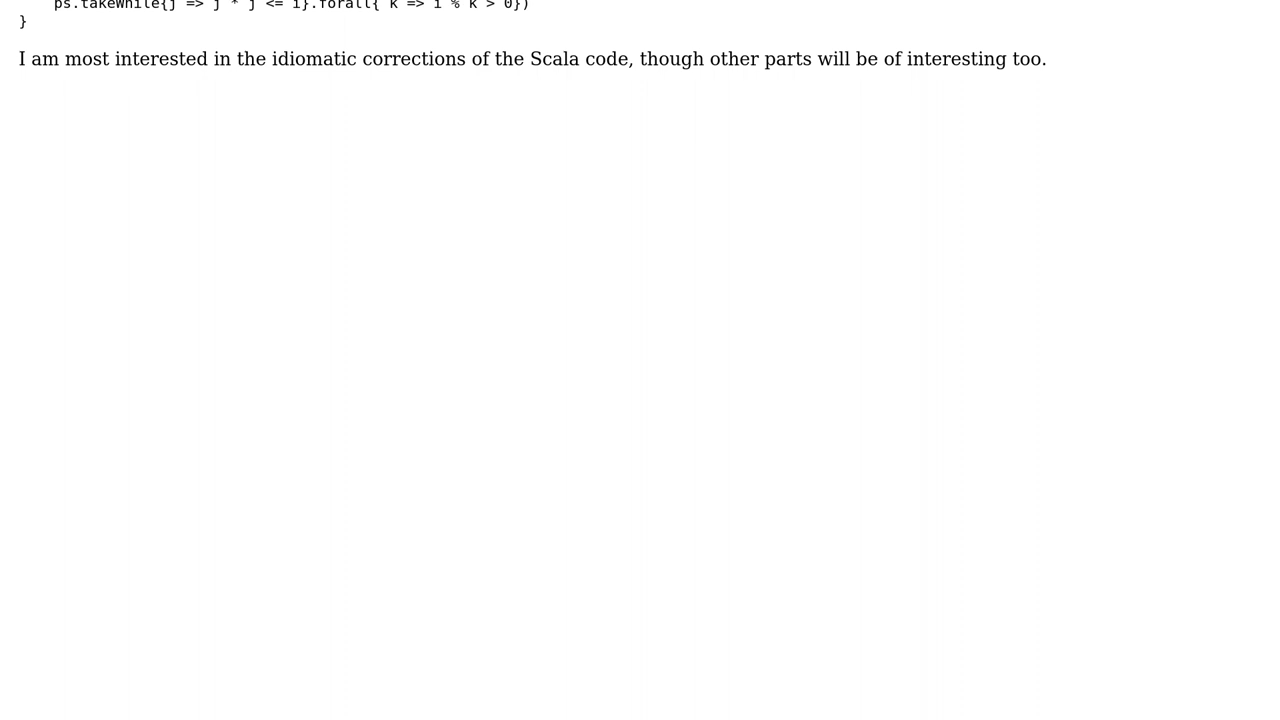 ps.takeWhile{j => j * j <= i}.forall{ k => i % k > 0})
}
I am most interested in the idiomatic corrections of the Scala code, though other parts will be of interesting too.